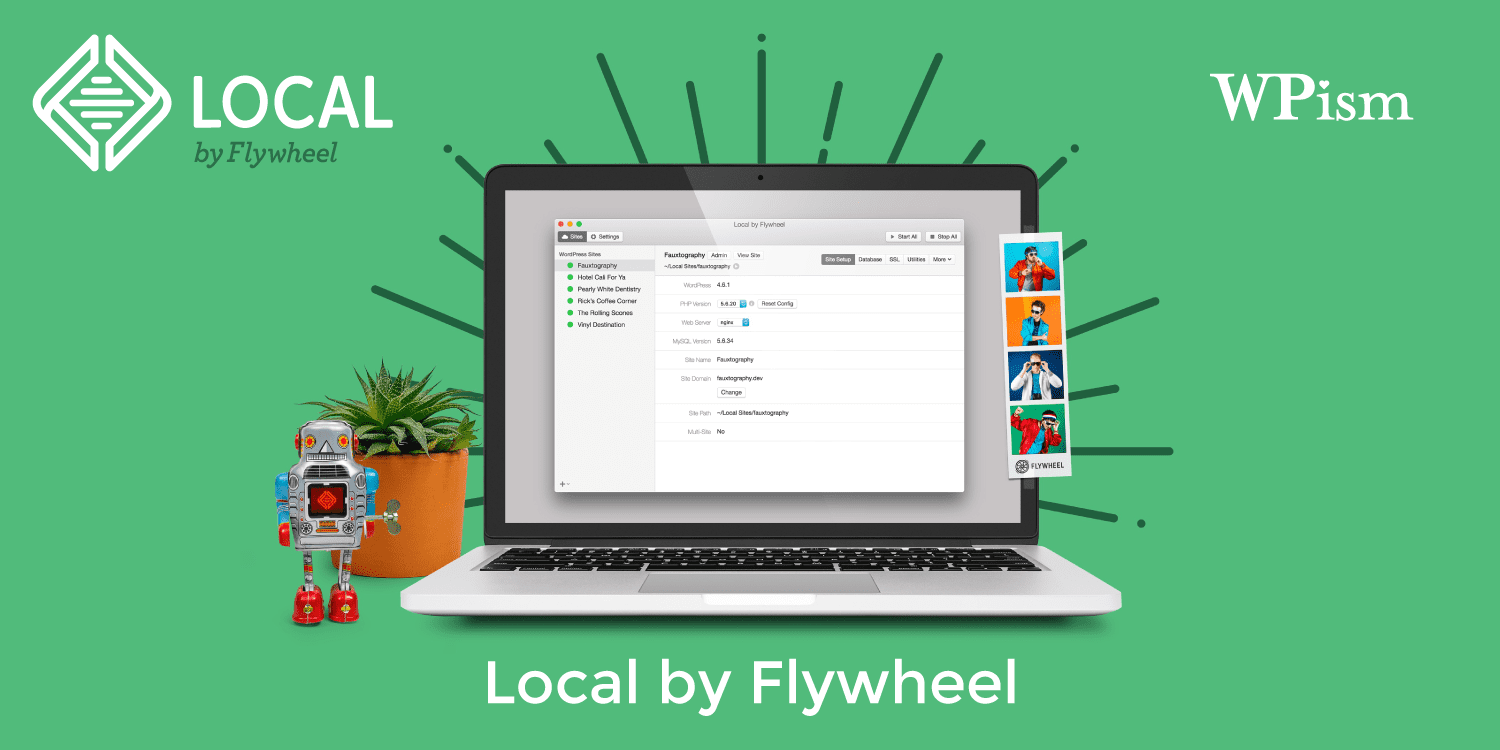 LOCAL
by Flywheel
WPism
Local by Flywheel
Sites
Settings
Start All
Stop All
WordPress Sites
Fauxtography
Hotel Cali For Ya
Pearly White Dentistry
Rick's Coffee Corner
The Rolling Scones
Vinyl Destination
Fauxtography Admin View Site
~/Local Sites/fauxtography
Site Setup Database SSL Utilities More
WordPress 4.6.1
PHP Version 5.6.20 Reset Config
Web Server nginx
MySQL Version 5.6.34
Site Name Fauxtography
Site Domain fauxtography.dev
Change
Site Path ~/Local Sites/fauxtography
Multi-Site No
FLYWHEEL
Local by Flywheel